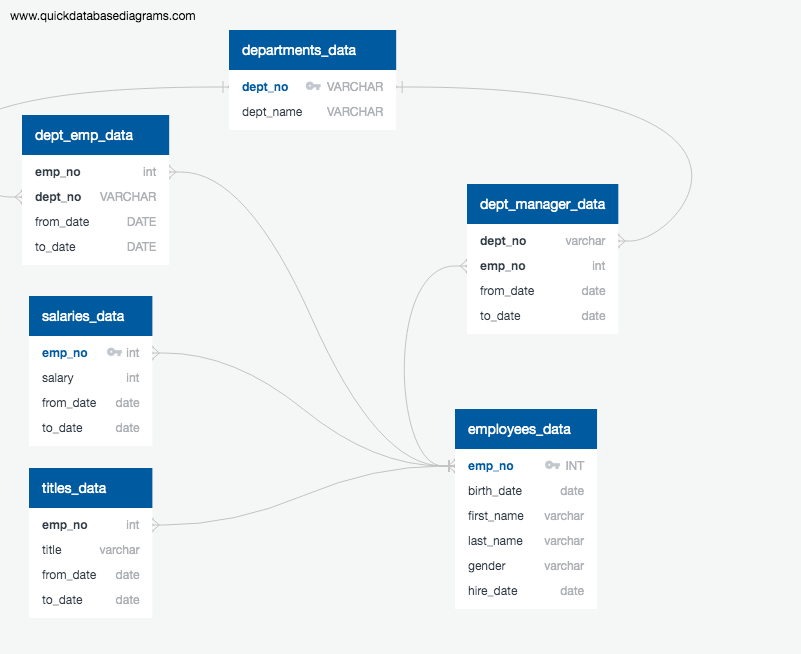 www.quickdatabasediagrams.com
departments_data
dept_no VARCHAR
dept_name VARCHAR
dept_emp_data
emp_no int
dept_no VARCHAR
from_date DATE
to_date DATE
dept_manager_data
dept_no varchar
emp_no int
from_date date
to_date date
salaries_data
emp_no int
salary int
from_date date
to_date date
employees_data
emp_no INT
birth_date date
first_name varchar
last_name varchar
gender varchar
hire_date date
titles_data
emp_no int
title varchar
from_date date
to_date date